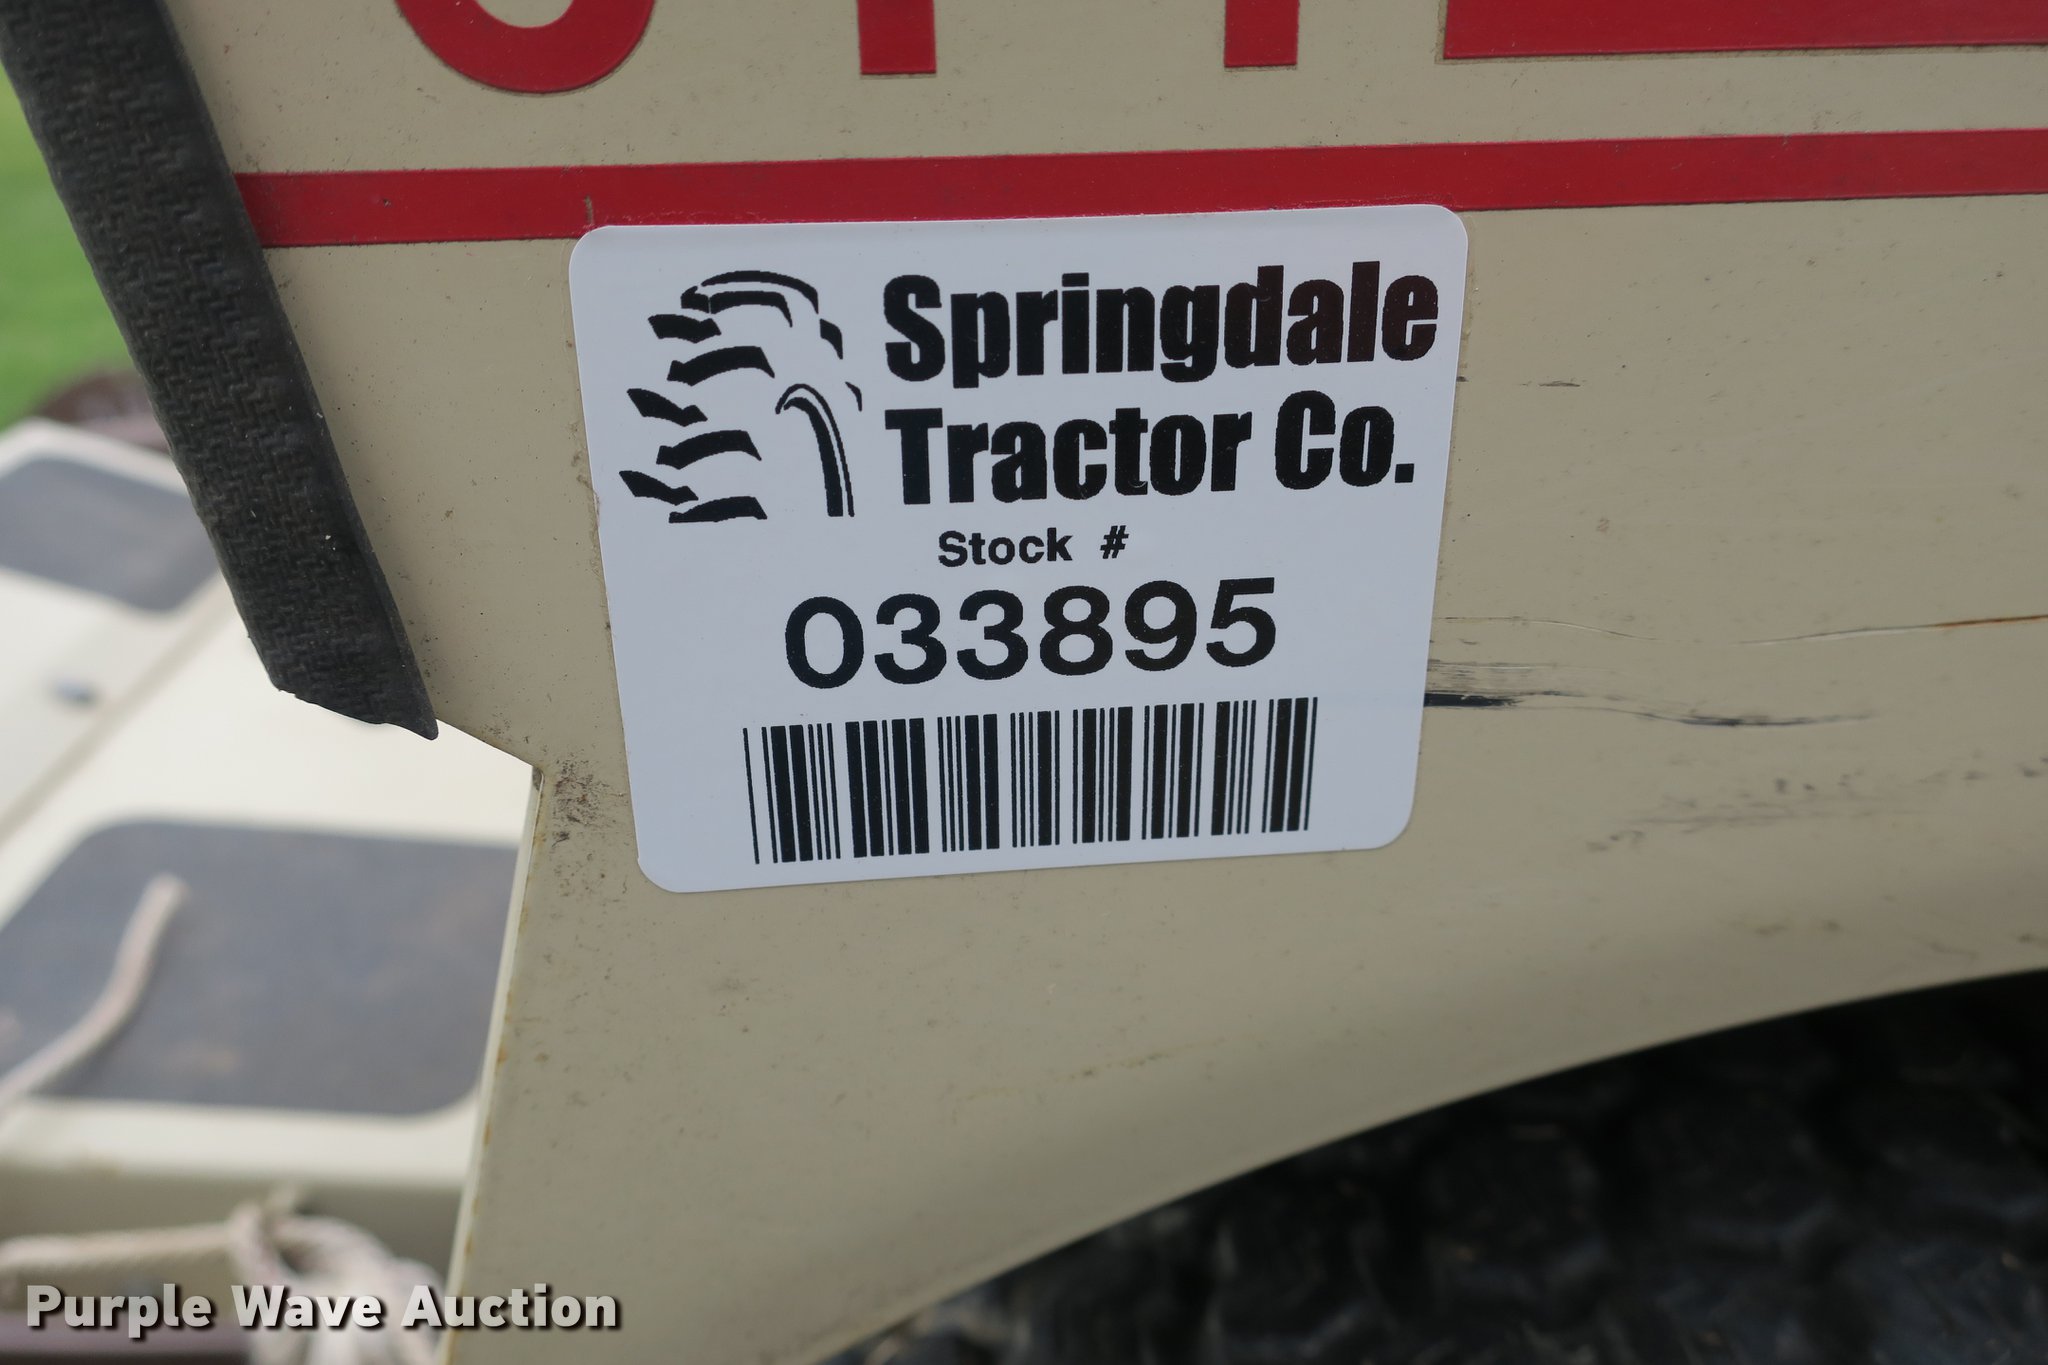 Springdale
Tractor Co.
Stock #
033895
Purple Wave Auction